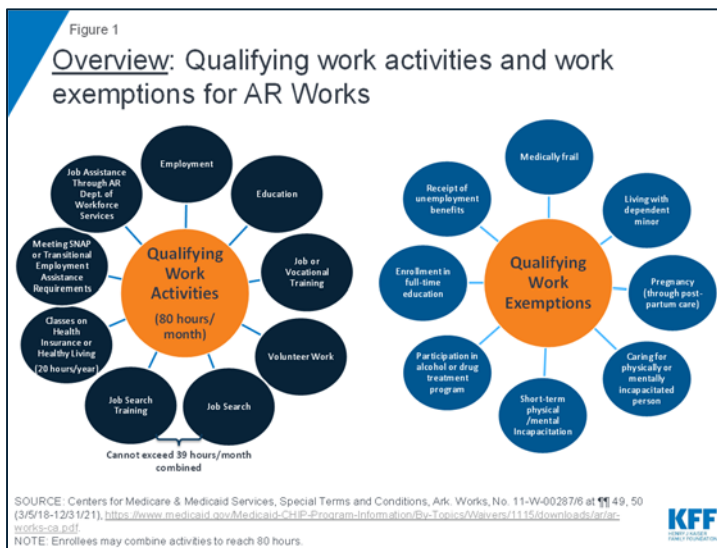 Figure 1
Overview: Qualifying work activities and work
exemptions for AR Works
Employment
Education
Job or
Vocational
Training
Volunteer Work
Job Search
Job Search
Training
Cannot exceed 39 hours/month
combined
Classes on
Health
Insurance or
Healthy Living
(20 hours/year)
Meeting SNAP
or Transitional
Employment
Assistance
Requirements
Job Assistance
Through AR
Dept. of
Workforce
Services
Qualifying
Work
Activities
(80 hours/
month)
Medically frail
Living with
dependent
minor
Pregnancy
(through post-
partum care)
Caring for
physically or
mentally
incapacitated
person
Short-term
physical
/mental
Incapacitation
Participation in
alcohol or drug
treatment
program
Enrollment in
full-time
education
Receipt of
unemployment
benefits
Qualifying
Work
Exemptions
SOURCE: Centers for Medicare & Medicaid Services, Special Terms and Conditions, Ark. Works, No. 11-W-00287/6 at ¶¶ 49, 50
(3/5/18-12/31/21), https://www.medicaid.gov/Medicaid-CHIP-Program-Information/By-Topics/Waivers/1115/downloads/ar/ar-
works-ca.pdf.
NOTE: Enrollees may combine activities to reach 80 hours.
KFF
HENRY J KAISER
FAMILY FOUNDATION